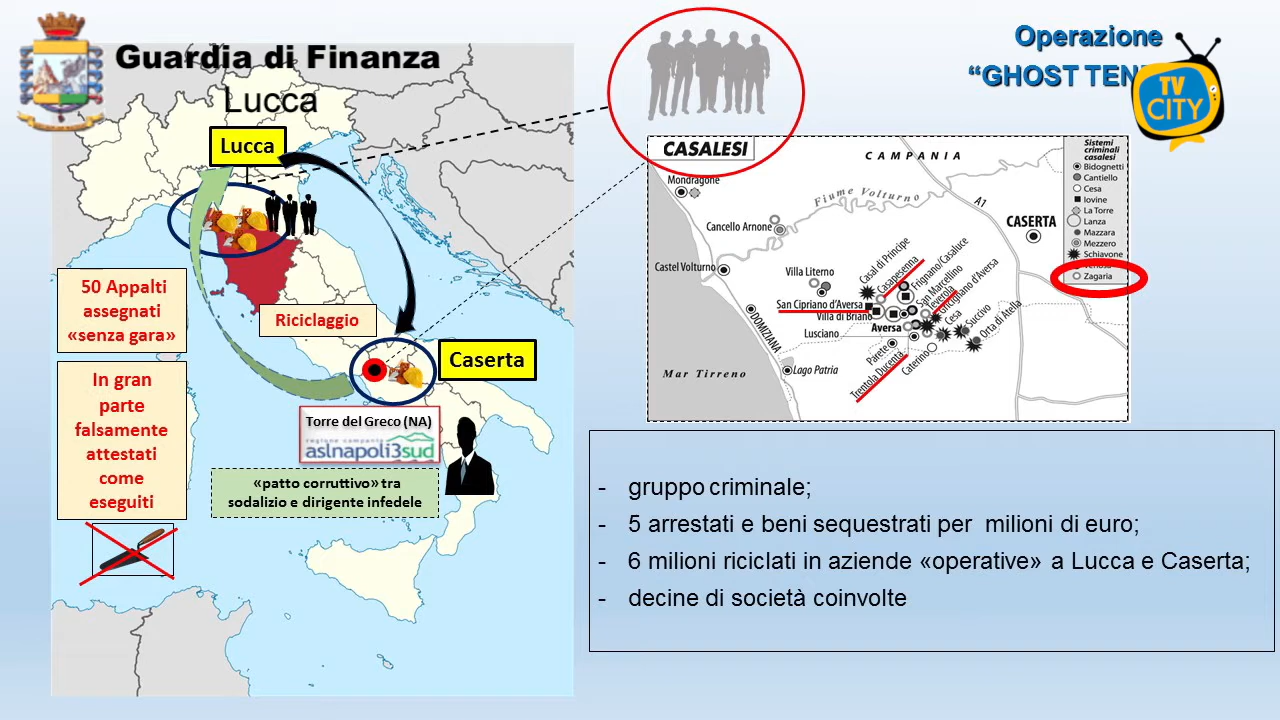 Guardia di Finanza
Lucca
Operazione
“GHOST
TV
CITY
Lucca
50 Appalti
assegnati
«senza gara»
Riciclaggio
Caserta
In gran
parte
falsamente
attestati
come
eseguiti
Torre del Greco (NA)
regione campania
aslnapoli3sud
«patto corruttivo» tra
sodalizio e dirigente infedele
CASALESI
CAMPANIA
Mondragone
Fiume Volturno
A1
Cancello Arnone
CASERTA
Castel Volturno
Villa Literno
Casal di Principe
Casapesenna
Frignano/Casaluce
San Marcellino
San Cipriano d'Aversa
Villa di Briano
DOMIZIANA
Lusciano
Aversa
Cesa
Succivo
Orta di Atella
Parete
Trentola Ducenta
Lago Patria
Mar Tirreno
Sistemi
criminali
casalesi
Bidognetti
Cantiello
Cesa
Iovine
La Torre
Lanza
Mazzara
Mezzero
Schiavone
Zagaria
- gruppo criminale;
- 5 arrestati e beni sequestrati per milioni di euro;
- 6 milioni riciclati in aziende «operative» a Lucca e Caserta;
- decine di società coinvolte